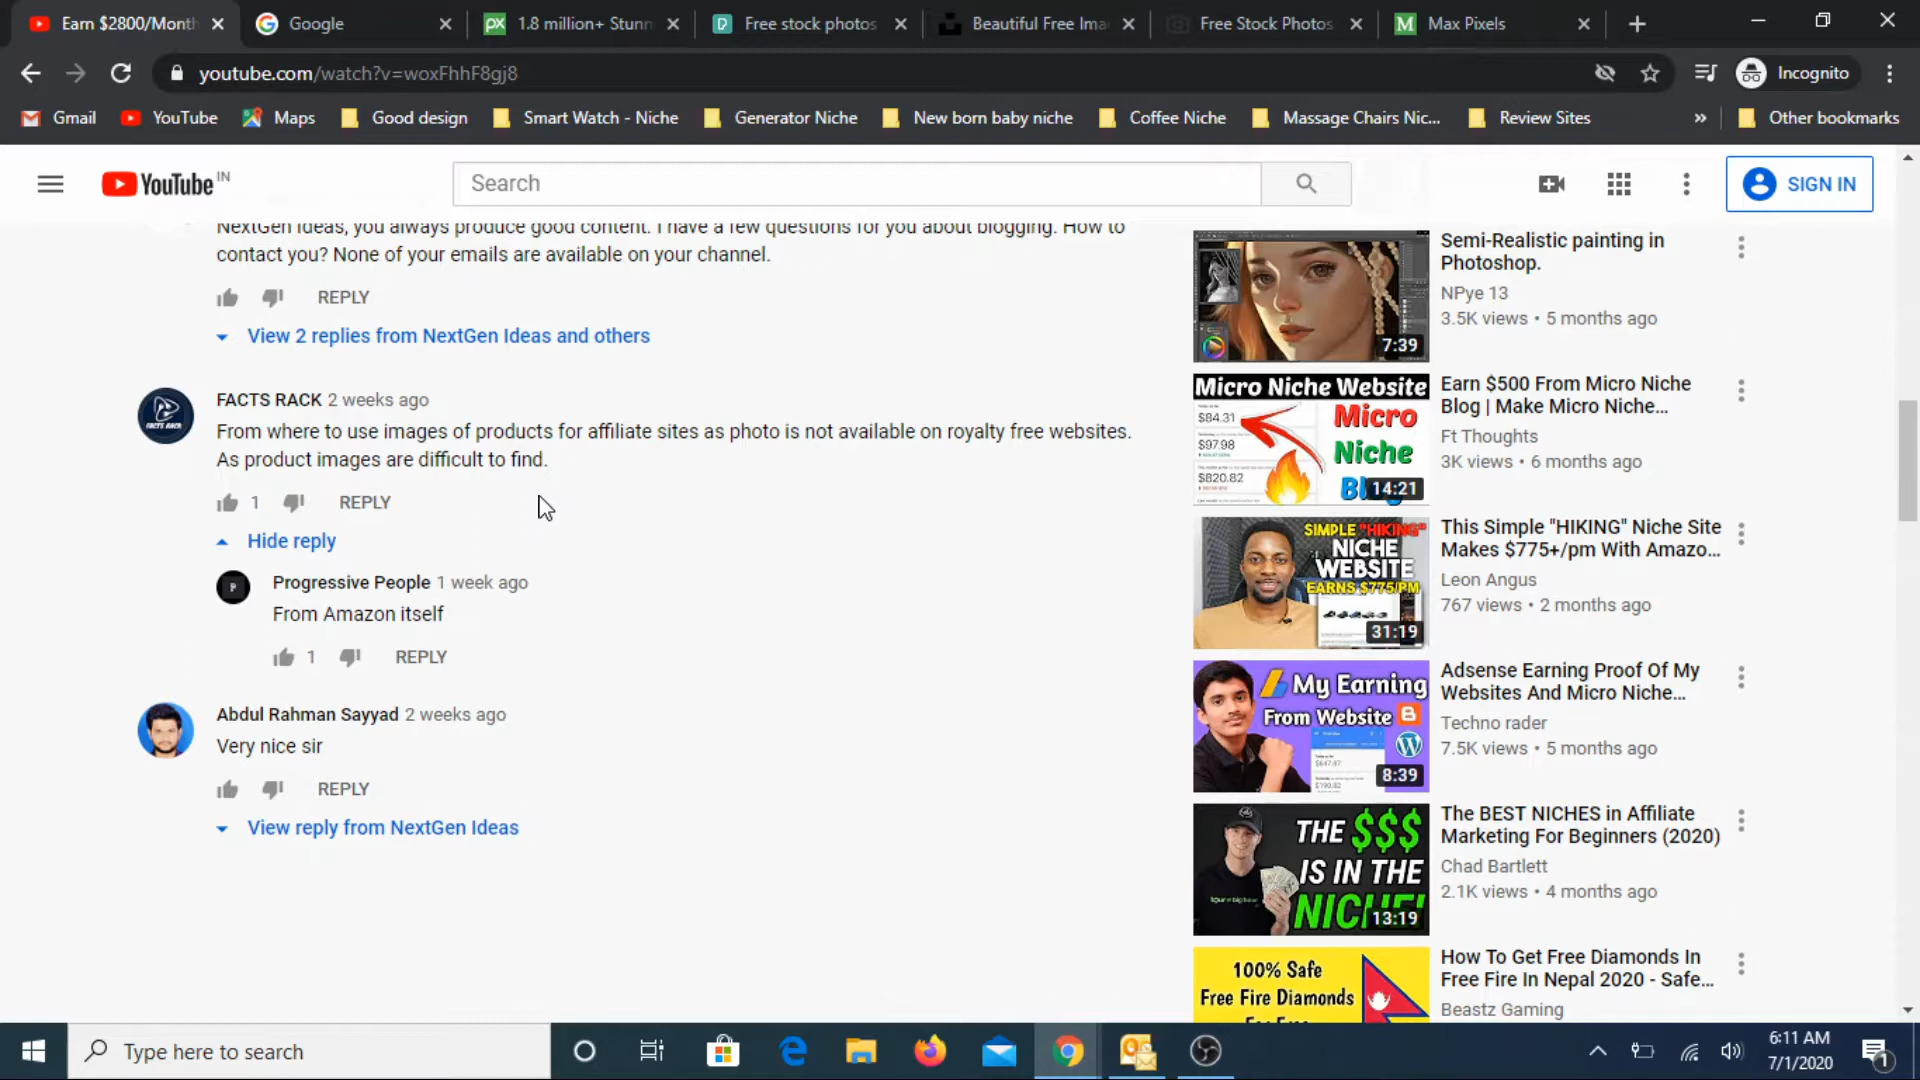 Earn $2800/Month
Google
1.8 million+ Stunn
Free stock photos
Beautiful Free Ima
Free Stock Photos
Max Pixels
youtube.com/watch?v=woxFhhF8gj8
Incognito
Gmail
YouTube
Maps
Good design
Smart Watch - Niche
Generator Niche
New born baby niche
Coffee Niche
Massage Chairs Nic...
Review Sites
»
Other bookmarks
YouTube IN
Search
SIGN IN
NextGen Ideas, you always produce good content. I have a few questions for you about blogging. How to
contact you? None of your emails are available on your channel.
REPLY
View 2 replies from NextGen Ideas and others
FACTS RACK 2 weeks ago
From where to use images of products for affiliate sites as photo is not available on royalty free websites.
As product images are difficult to find.
1 REPLY
Hide reply
Progressive People 1 week ago
From Amazon itself
1 REPLY
Abdul Rahman Sayyad 2 weeks ago
Very nice sir
REPLY
View reply from NextGen Ideas
7:39
Semi-Realistic painting in
Photoshop.
NPye 13
3.5K views • 5 months ago
Micro Niche Website
$84.31
$97.98
$820.82
Micro
Niche
14:21
Earn $500 From Micro Niche
Blog | Make Micro Niche...
Ft Thoughts
3K views • 6 months ago
SIMPLE "HIKING"
NICHE
WEBSITE
EARNS $775/PM
31:19
This Simple "HIKING" Niche Site
Makes $775+/pm With Amazo...
Leon Angus
767 views • 2 months ago
My Earning
From Website
8:39
Adsense Earning Proof Of My
Websites And Micro Niche...
Techno rader
7.5K views • 5 months ago
THE $$$
IS IN THE
NICHE!
13:19
The BEST NICHES in Affiliate
Marketing For Beginners (2020)
Chad Bartlett
2.1K views • 4 months ago
100% Safe
Free Fire Diamonds
For Free
How To Get Free Diamonds In
Free Fire In Nepal 2020 - Safe...
Beastz Gaming
Type here to search
6:11 AM
7/1/2020
1